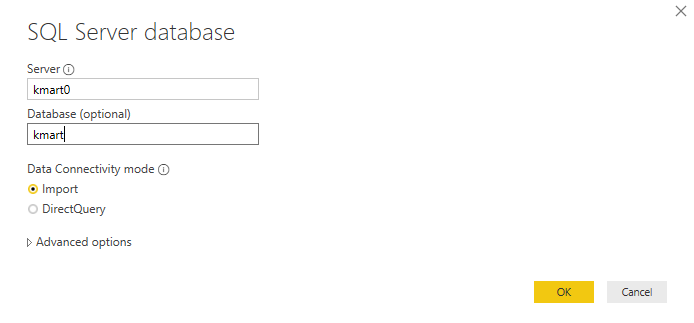 SQL Server database
Server
kmart0
Database (optional)
kmart
Data Connectivity mode
Import
DirectQuery
Advanced options
OK Cancel